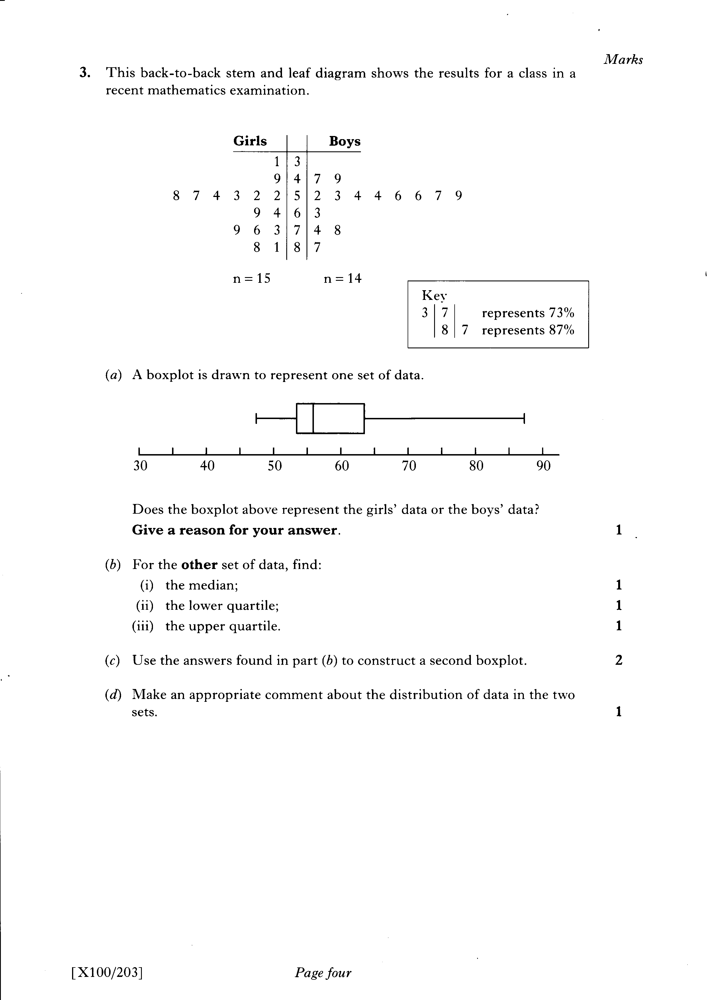 Marks
3. This back-to-back stem and leaf diagram shows the results for a class in a
recent mathematics examination.
Girls Boys
1 3
9 4 7 9
8 7 4 3 2 2 5 2 3 4 4 6 6 7 9
9 4 6 3
9 6 3 7 4 8
8 1 8 7
n = 15 n = 14
Key
3 7 represents 73%
8 7 represents 87%
(a) A boxplot is drawn to represent one set of data.
30 40 50 60 70 80 90
Does the boxplot above represent the girls’ data or the boys’ data?
Give a reason for your answer. 1
(b) For the other set of data, find:
(i) the median; 1
(ii) the lower quartile; 1
(iii) the upper quartile. 1
(c) Use the answers found in part (b) to construct a second boxplot. 2
(d) Make an appropriate comment about the distribution of data in the two
sets. 1
[X100/203] Page four